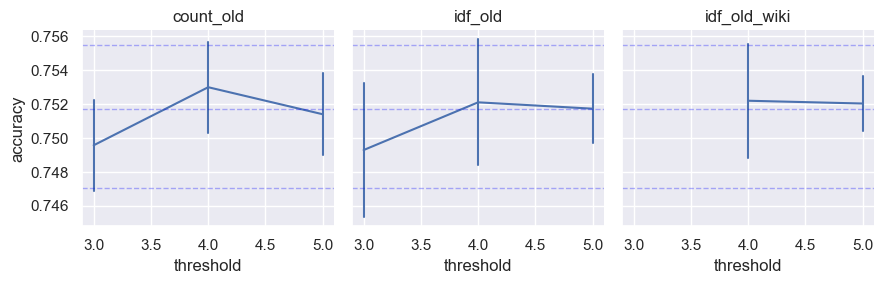 count_old idf_old idf_old_wiki
accuracy
0.756
0.754
0.752
0.750
0.748
0.746
3.0 3.5 4.0 4.5 5.0 3.0 3.5 4.0 4.5 5.0 3.0 3.5 4.0 4.5 5.0
threshold threshold threshold